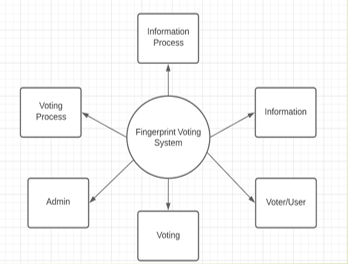 Information
Process
Voting
Process
Fingerprint Voting
System
Information
Admin
Voter/User
Voting